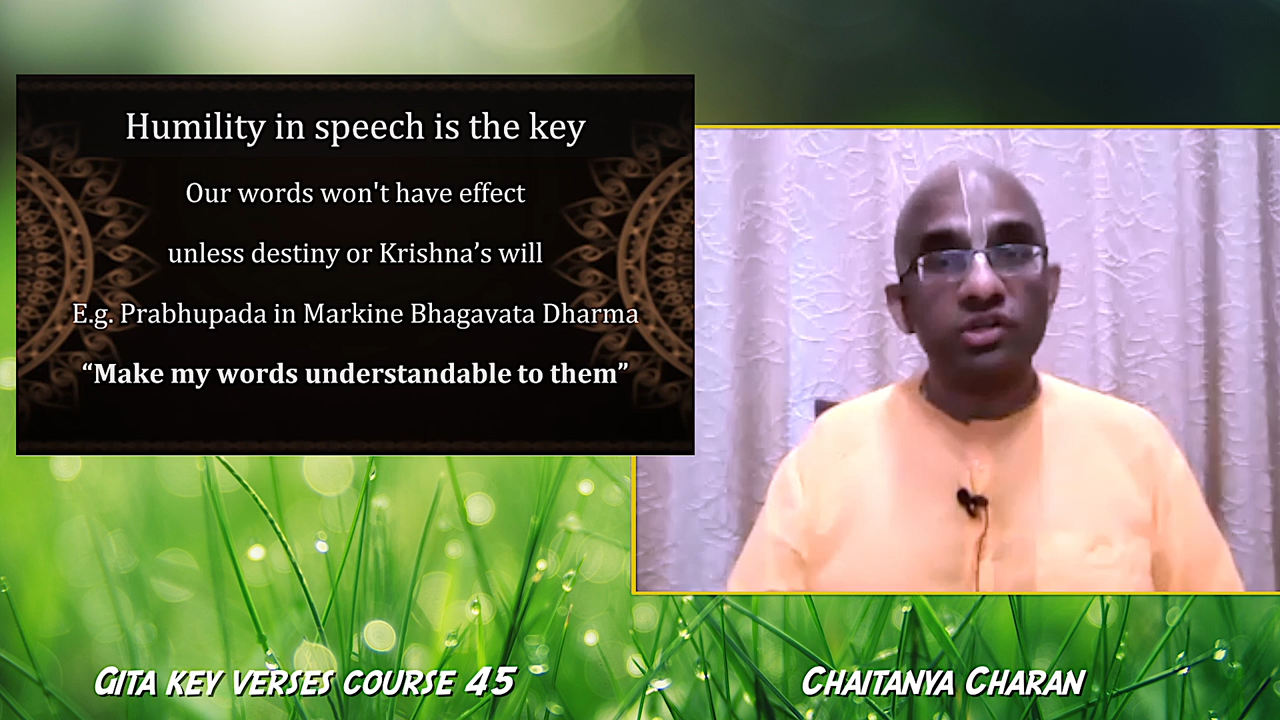 Humility in speech is the key
Our words won't have effect
unless destiny or Krishna’s will
E.g. Prabhupada in Markine Bhagavata Dharma
“Make my words understandable to them”
GITA KEY VERSES COURSE 45
CHAITANYA CHARAN